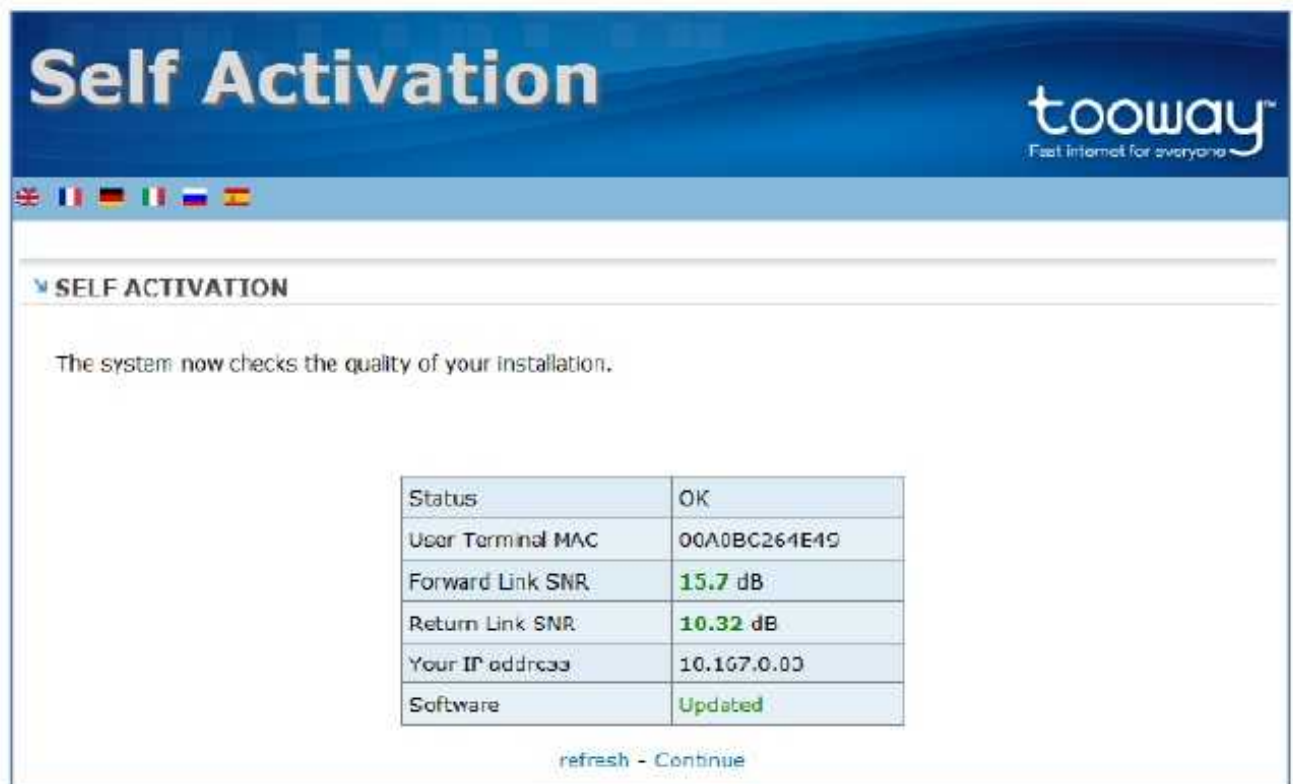 Self Activation
tooway™
Fast internet for everyone
SELF ACTIVATION
The system now checks the quality of your installation.
Status OK
User Terminal MAC
Forward Link SNR 15.7 dB
Return Link SNR 10.32 dB
Your IP address
Software Updated
refresh - Continue